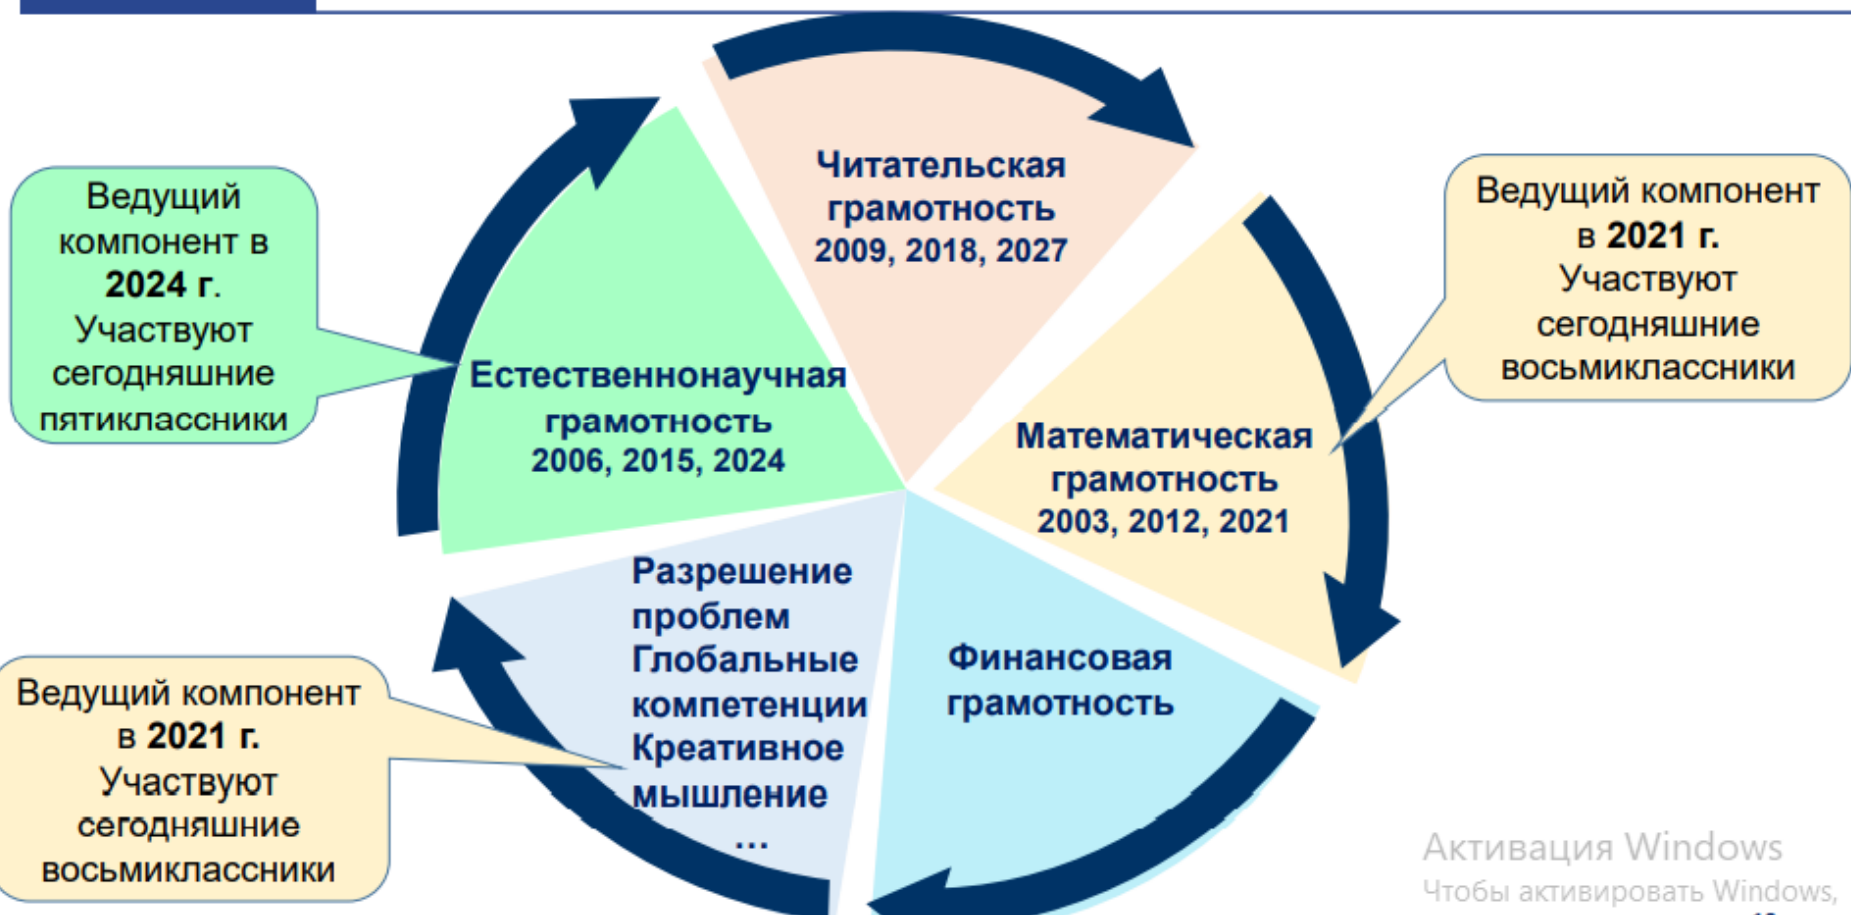 Читательская
грамотность
2009, 2018, 2027
Ведущий
компонент в
2024 г.
Участвуют
сегодняшние
пятиклассники
Ведущий компонент
в 2021 г.
Участвуют
сегодняшние
восьмиклассники
Естественнонаучная
грамотность
2006, 2015, 2024
Математическая
грамотность
2003, 2012, 2021
Разрешение
проблем
Глобальные
компетенции
Креативное
мышление
...
Финансовая
грамотность
Ведущий компонент
в 2021 г.
Участвуют
сегодняшние
восьмиклассники
Активация Windows
Чтобы активировать Windows,